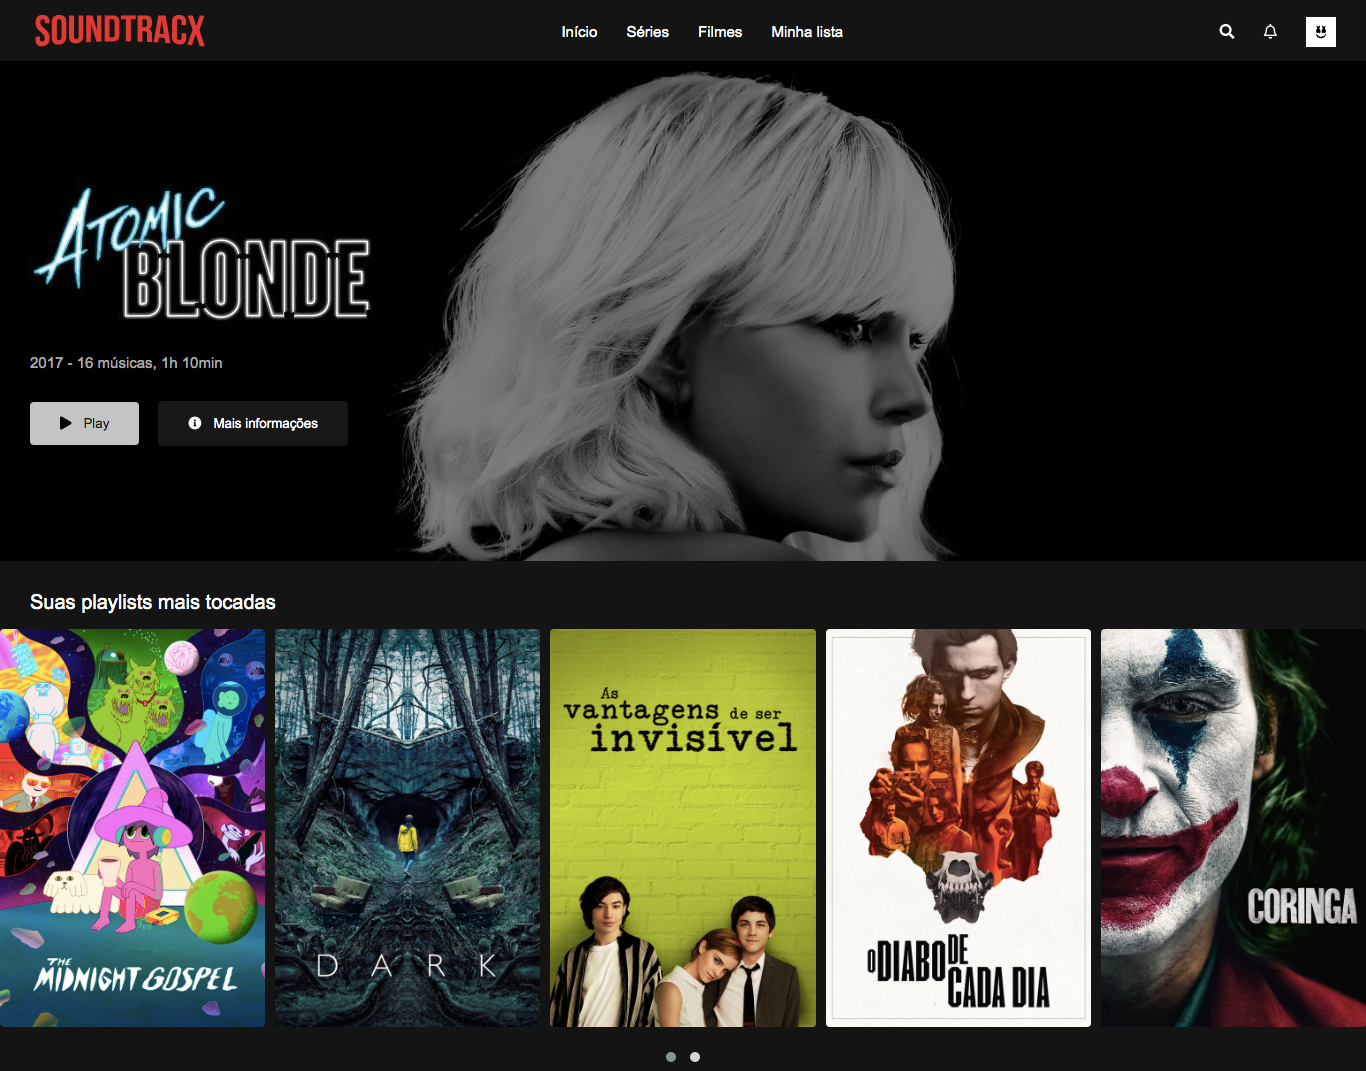 SOUNDTRACX
Início Séries Filmes Minha lista
ATOMIC
BLONDE
2017 - 16 músicas, 1h 10min
Play Mais informações
Suas playlists mais tocadas
THE
MIDNIGHT GOSPEL
DARK
As
vantagens de ser
invisível
O DIABO DE
CADA DIA
CORINGA